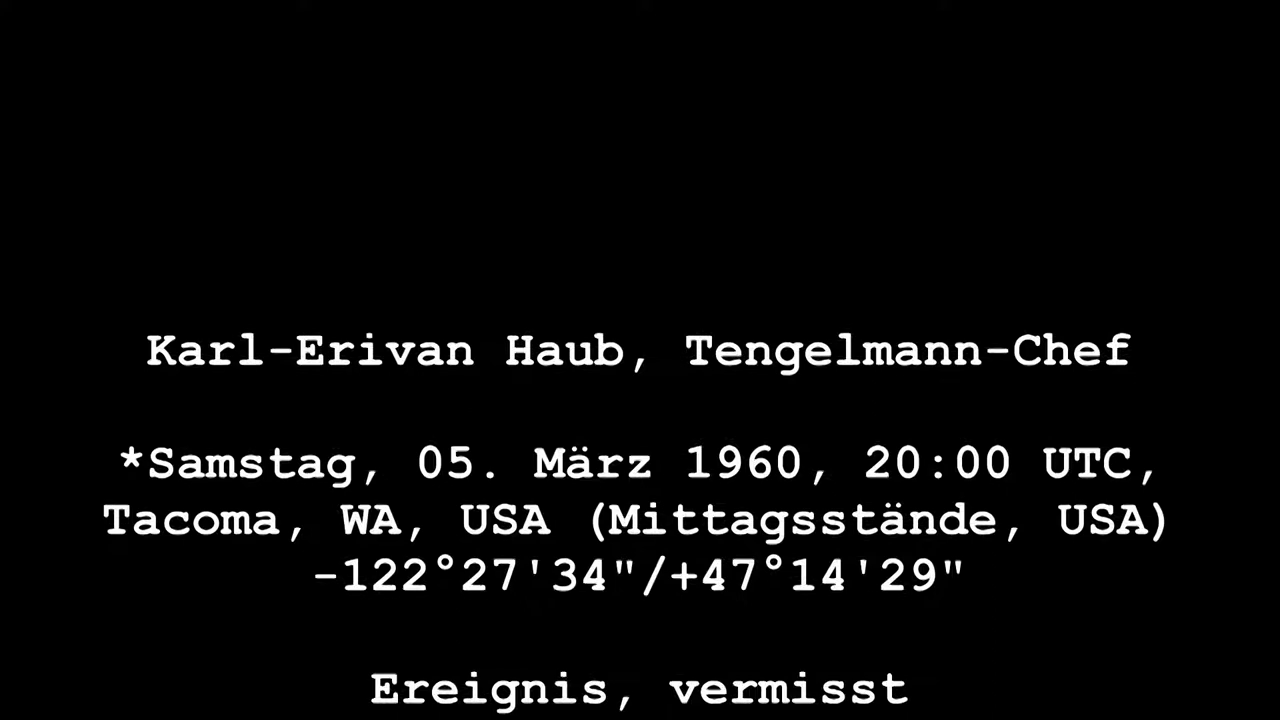 Karl-Erivan Haub, Tengelmann-Chef
*Samstag, 05. März 1960, 20:00 UTC,
Tacoma, WA, USA (Mittagsstände, USA)
-122°27'34"/+47°14'29"
Ereignis, vermisst